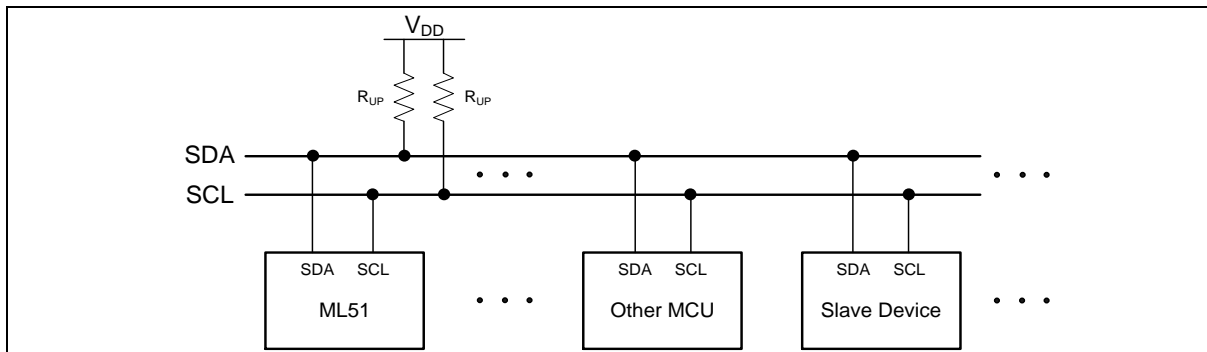 VDD
RUP RUP
SDA
SCL
SDA SCL SDA SCL SDA SCL
ML51 Other MCU Slave Device